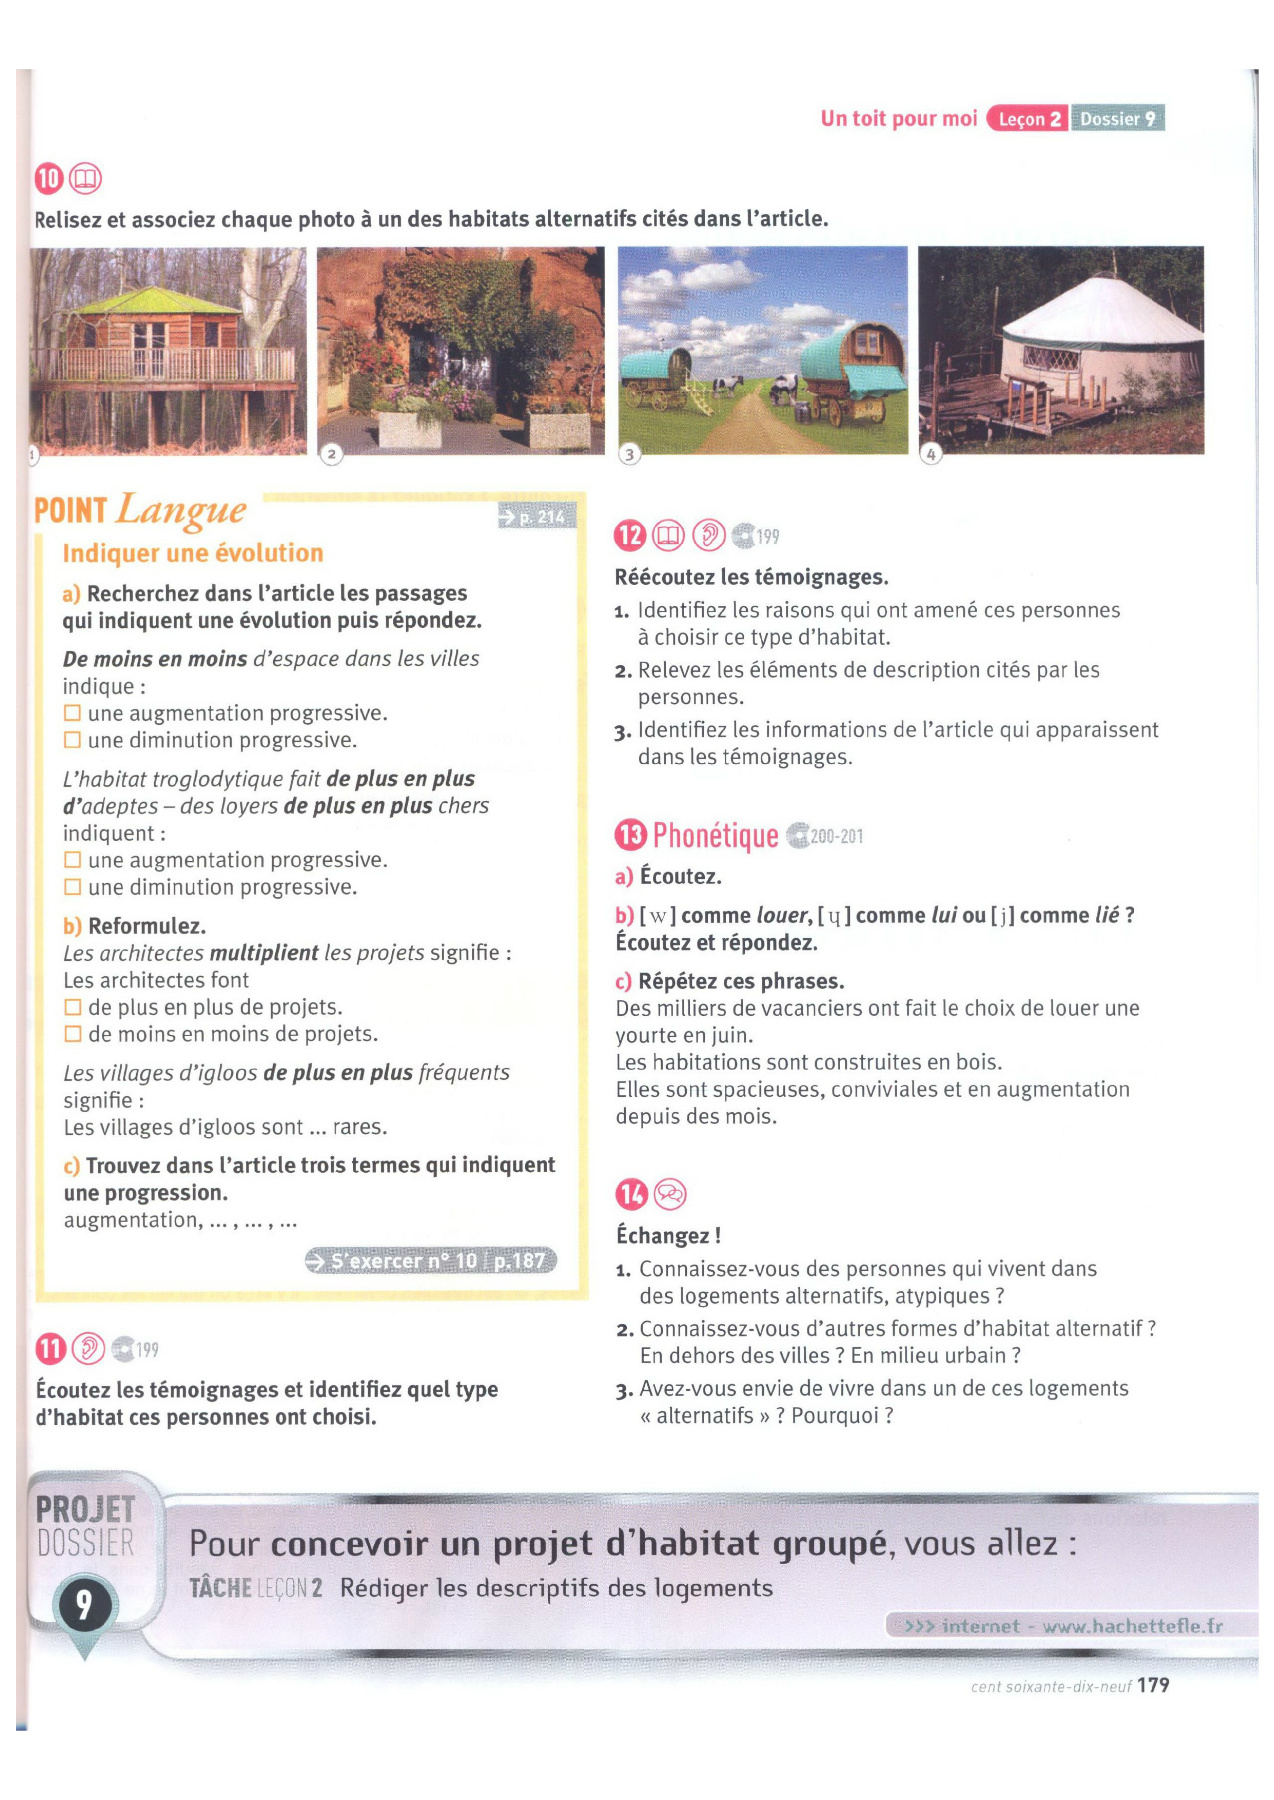 Un toit pour moi Leçon 2 Dossier 9
10
Relisez et associez chaque photo à un des habitats alternatifs cités dans l'article.
1
2
3
4
POINT Langue
→ p. 214
Indiquer une évolution
a) Recherchez dans l'article les passages
qui indiquent une évolution puis répondez.
De moins en moins d'espace dans les villes
indique :
☐ une augmentation progressive.
☐ une diminution progressive.
L'habitat troglodytique fait de plus en plus
d'adeptes – des loyers de plus en plus chers
indiquent :
☐ une augmentation progressive.
☐ une diminution progressive.
b) Reformulez.
Les architectes multiplient les projets signifie :
Les architectes font
☐ de plus en plus de projets.
☐ de moins en moins de projets.
Les villages d'igloos de plus en plus fréquents
signifie :
Les villages d'igloos sont ... rares.
c) Trouvez dans l'article trois termes qui indiquent
une progression.
augmentation, ... , ... , ...
→ S'exercer n° 10 p.187
11 199
Écoutez les témoignages et identifiez quel type
d'habitat ces personnes ont choisi.
12 199
Réécoutez les témoignages.
1. Identifiez les raisons qui ont amené ces personnes
à choisir ce type d'habitat.
2. Relevez les éléments de description cités par les
personnes.
3. Identifiez les informations de l'article qui apparaissent
dans les témoignages.
13 Phonétique 200-201
a) Écoutez.
b) [w] comme louer, [ɥ] comme lui ou [j] comme lié ?
Écoutez et répondez.
c) Répétez ces phrases.
Des milliers de vacanciers ont fait le choix de louer une
yourte en juin.
Les habitations sont construites en bois.
Elles sont spacieuses, conviviales et en augmentation
depuis des mois.
14
Échangez !
1. Connaissez-vous des personnes qui vivent dans
des logements alternatifs, atypiques ?
2. Connaissez-vous d'autres formes d'habitat alternatif ?
En dehors des villes ? En milieu urbain ?
3. Avez-vous envie de vivre dans un de ces logements
« alternatifs » ? Pourquoi ?
PROJET
DOSSIER
9
Pour concevoir un projet d'habitat groupé, vous allez :
TÂCHE LEÇON 2 Rédiger les descriptifs des logements
>>> internet - www.hachettefle.fr
cent soixante-dix-neuf 179